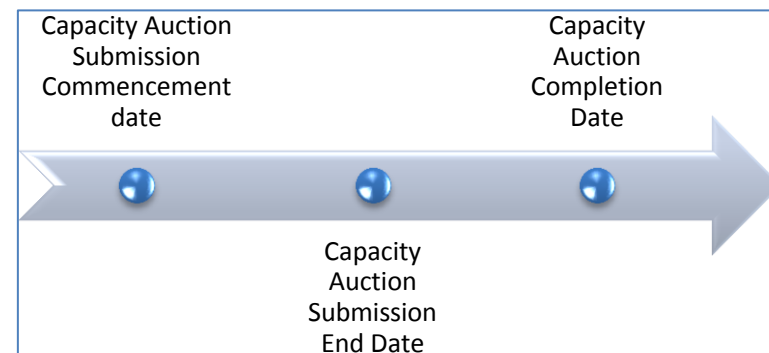 Capacity Auction
Submission
Commencement
date
Capacity
Auction
Submission
End Date
Capacity
Auction
Completion
Date